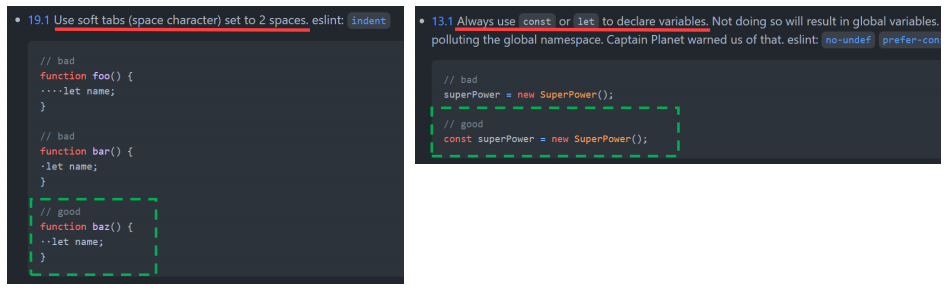 19.1 Use soft tabs (space character) set to 2 spaces. eslint: indent
// bad
function foo() {
····let name;
}
// bad
function bar() {
·let name;
}
// good
function baz() {
··let name;
}
13.1 Always use const or let to declare variables. Not doing so will result in global variables.
polluting the global namespace. Captain Planet warned us of that. eslint: no-undef prefer-con
// bad
superPower = new SuperPower();
// good
const superPower = new SuperPower();